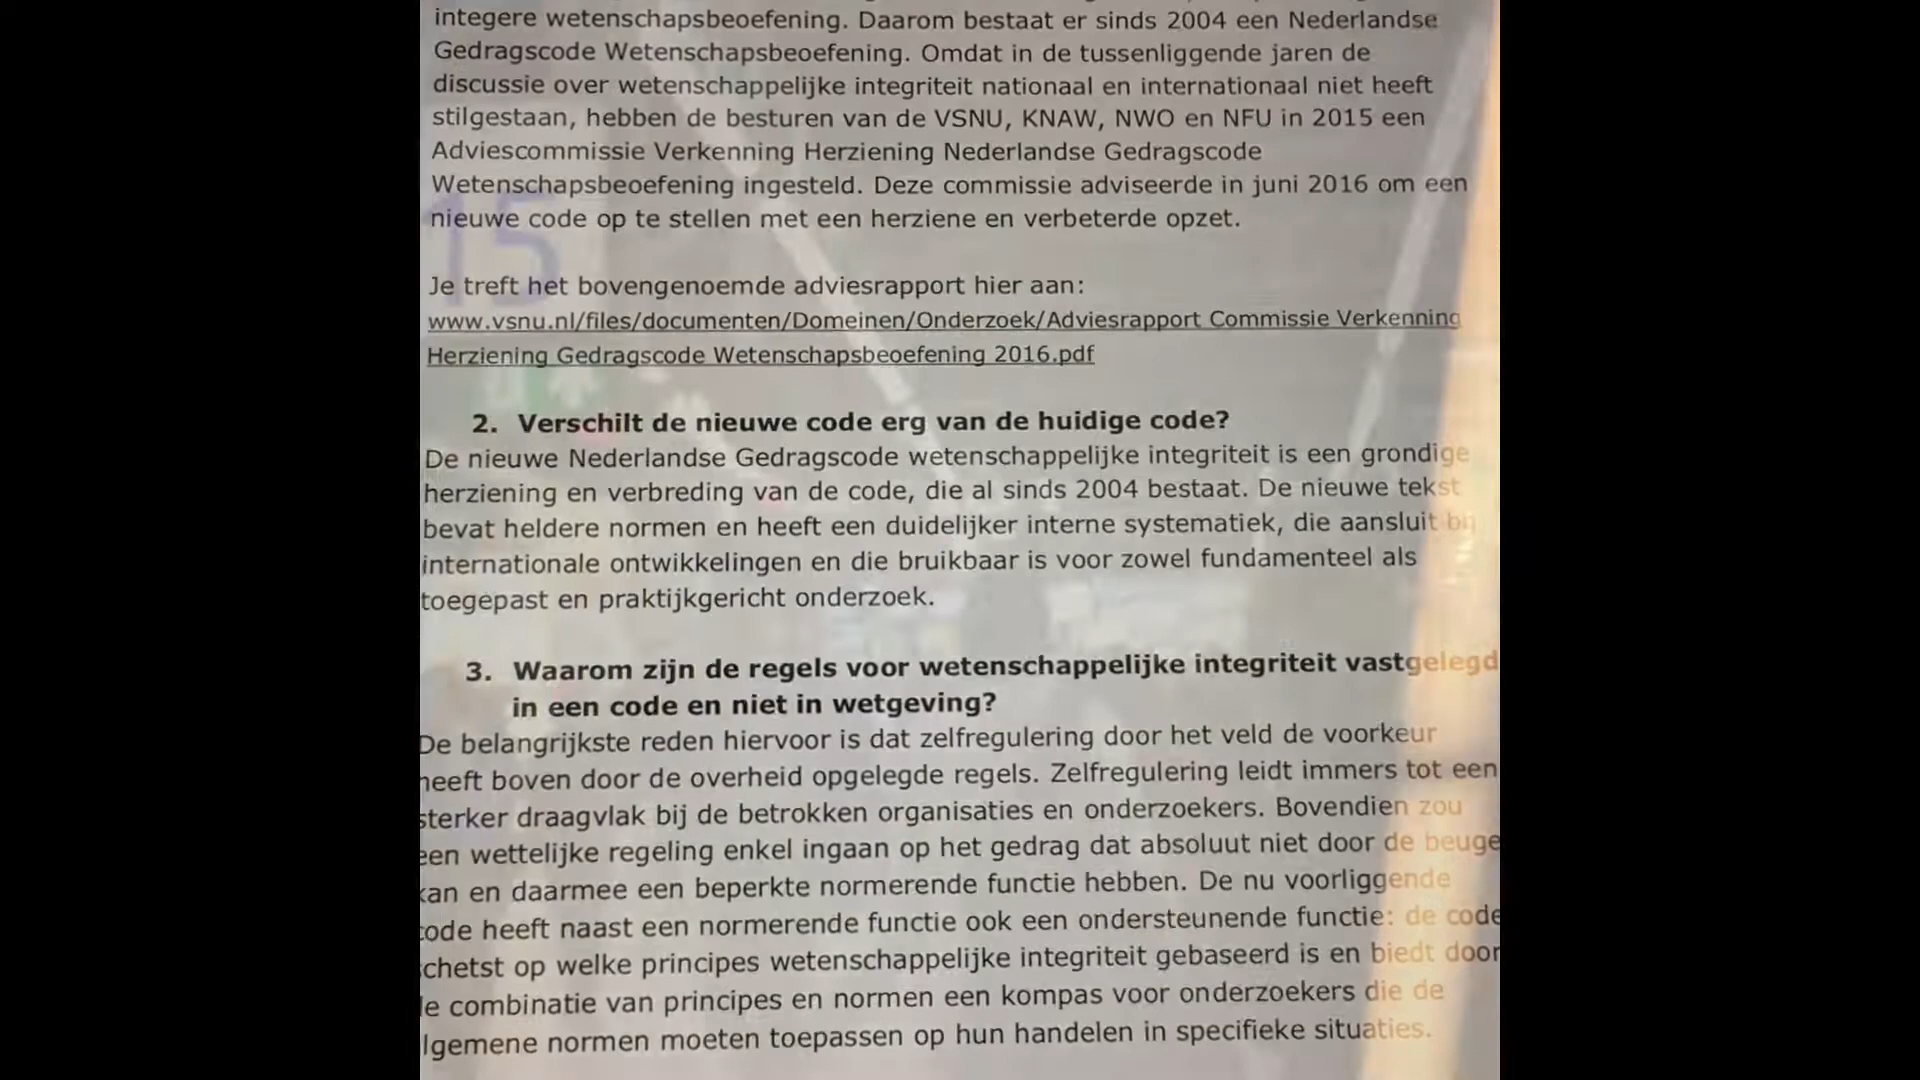 integere wetenschapsbeoefening. Daarom bestaat er sinds 2004 een Nederlandse
Gedragscode Wetenschapsbeoefening. Omdat in de tussenliggende jaren de
discussie over wetenschappelijke integriteit nationaal en internationaal niet heeft
stilgestaan, hebben de besturen van de VSNU, KNAW, NWO en NFU in 2015 een
Adviescommissie Verkenning Herziening Nederlandse Gedragscode
Wetenschapsbeoefening ingesteld. Deze commissie adviseerde in juni 2016 om een
nieuwe code op te stellen met een herziene en verbeterde opzet.
Je treft het bovengenoemde adviesrapport hier aan:
www.vsnu.nl/files/documenten/Domeinen/Onderzoek/Adviesrapport Commissie Verkenning
Herziening Gedragscode Wetenschapsbeoefening 2016.pdf
2. Verschilt de nieuwe code erg van de huidige code?
De nieuwe Nederlandse Gedragscode wetenschappelijke integriteit is een grondige
herziening en verbreding van de code, die al sinds 2004 bestaat. De nieuwe tekst
bevat heldere normen en heeft een duidelijker interne systematiek, die aansluit bij
internationale ontwikkelingen en die bruikbaar is voor zowel fundamenteel als
toegepast en praktijkgericht onderzoek.
3. Waarom zijn de regels voor wetenschappelijke integriteit vastgelegd
in een code en niet in wetgeving?
De belangrijkste reden hiervoor is dat zelfregulering door het veld de voorkeur
heeft boven door de overheid opgelegde regels. Zelfregulering leidt immers tot een
sterker draagvlak bij de betrokken organisaties en onderzoekers. Bovendien zou
een wettelijke regeling enkel ingaan op het gedrag dat absoluut niet door de beuge
kan en daarmee een beperkte normerende functie hebben. De nu voorliggende
code heeft naast een normerende functie ook een ondersteunende functie: de code
chetst op welke principes wetenschappelijke integriteit gebaseerd is en biedt door
de combinatie van principes en normen een kompas voor onderzoekers die de
lgemene normen moeten toepassen op hun handelen in specifieke situaties.
15